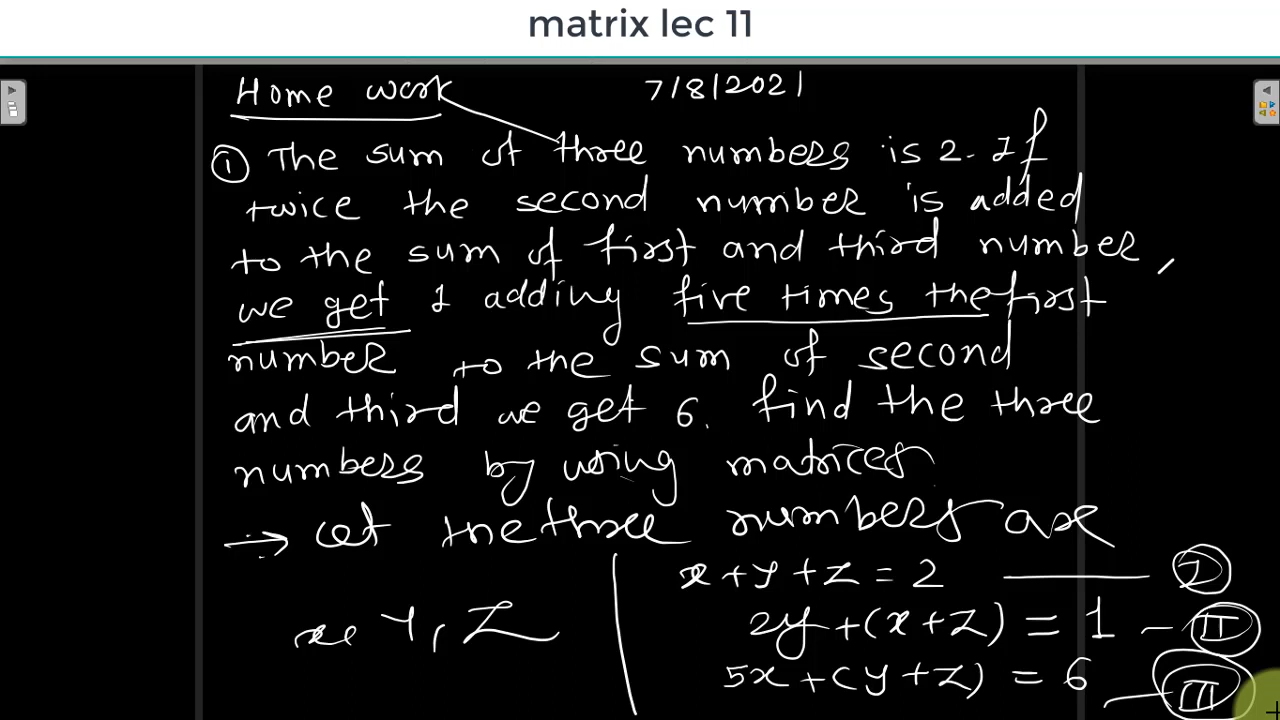 matrix lec 11
Home work 7/8/2021
① The sum of three numbers is 2. If
twice the second number is added
to the sum of first and third number,
we get 1 adding five times the first
number to the sum of second
and third we get 6. find the three
numbers by using matrices
→ let the three numbers are
x, y, z
x + y + z = 2 — I
2y + (x + z) = 1 — II
5x + (y + z) = 6 — III